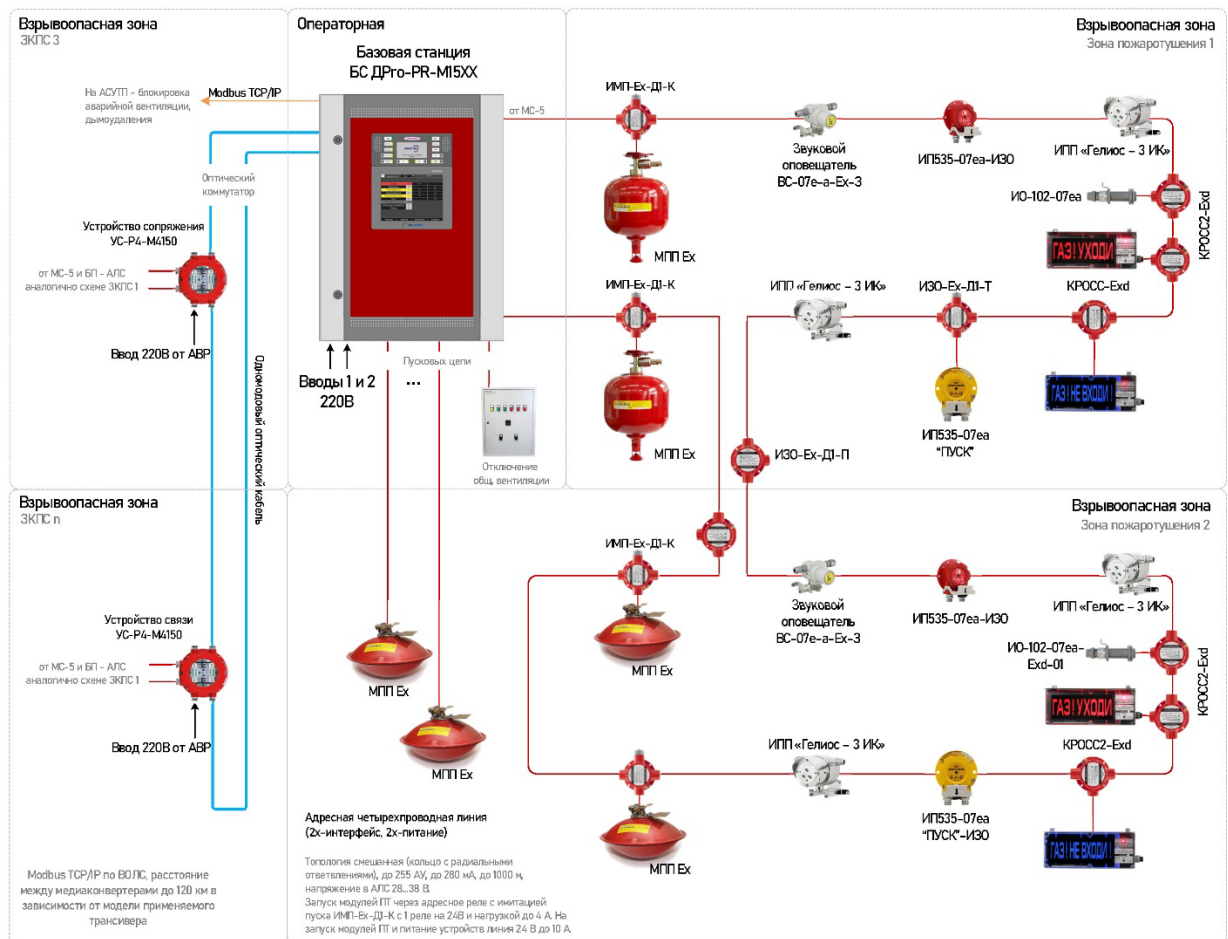 Взрывоопасная зона
ЗКПС 3
На АСУТП – блокировка
аварийной вентиляции,
дымоудаления
Modbus TCP/IP
Оптический
коммутатор
Устройство сопряжения
УС-Р4-М4150
от МС-5 и БП – АЛС
аналогично схеме ЗКПС 1
Ввод 220В от АВР
Одномодовый оптический кабель
Взрывоопасная зона
ЗКПС n
Устройство связи
УС-Р4-М4150
от МС-5 и БП – АЛС
аналогично схеме ЗКПС 1
Ввод 220В от АВР
Modbus TCP/IP по ВОЛС, расстояние
между медиаконвертерами до 120 км в
зависимости от модели применяемого
трансивера
Операторная
Базовая станция
БС ДPro-PR-М15ХХ
от МС-5
Вводы 1 и 2
220В
...
Пусковых цепи
Отключение
общ. вентиляции
МПП Ex
МПП Ex
Адресная четырехпроводная линия
(2х-интерфейс, 2х-питание)
Топология смешанная (кольцо с радиальными
ответвлениями), до 255 АУ, до 280 мА, до 1000 м,
напряжение в АЛС 28...38 В.
Запуск модулей ПТ через адресное реле с имитацией
пуска ИМП-Ex-Д1-К с 1 реле на 24В и нагрузкой до 4 А. На
запуск модулей ПТ и питание устройств линия 24 В до 10 А.
Взрывоопасная зона
Зона пожаротушения 1
ИМП-Ex-Д1-К
МПП Ex
Звуковой
оповещатель
ВС-07е-а-Ех-3
ИП535-07еа-ИЗО
ИПП «Гелиос – 3 ИК»
ИО-102-07еа
КРОСС2-Exd
ГАЗ! УХОДИ
ИМП-Ex-Д1-К
МПП Ex
ИПП «Гелиос – 3 ИК»
ИЗО-Ex-Д1-Т
КРОСС-Exd
ИП535-07еа
"ПУСК"
ГАЗ! НЕ ВХОДИ!
ИЗО-Ex-Д1-П
Взрывоопасная зона
Зона пожаротушения 2
ИМП-Ex-Д1-К
МПП Ex
Звуковой
оповещатель
ВС-07е-а-Ех-3
ИП535-07еа-ИЗО
ИПП «Гелиос – 3 ИК»
ИО-102-07еа-
Exd-01
КРОСС2-Exd
ГАЗ! УХОДИ
МПП Ex
ИПП «Гелиос – 3 ИК»
КРОСС2-Exd
ИП535-07еа
"ПУСК"-ИЗО
ГАЗ! НЕ ВХОДИ!